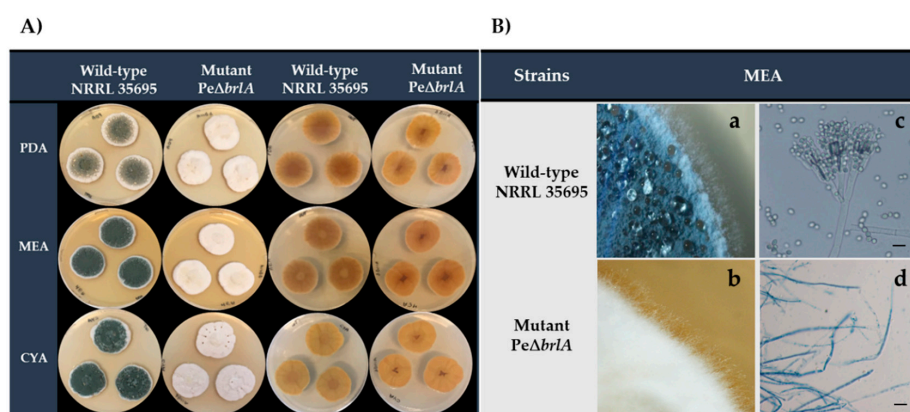 A)
Wild-type
NRRL 35695
Mutant
PeΔbrlA
Wild-type
NRRL 35695
Mutant
PeΔbrlA
PDA
MEA
CYA
B)
Strains
MEA
Wild-type
NRRL 35695
a
c
Mutant
PeΔbrlA
b
d